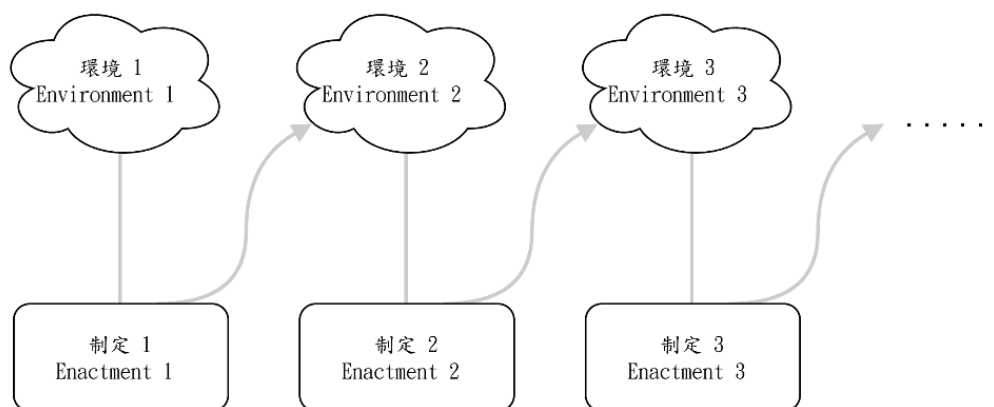 環境 1
Environment 1
環境 2
Environment 2
環境 3
Environment 3
.....
制定 1
Enactment 1
制定 2
Enactment 2
制定 3
Enactment 3